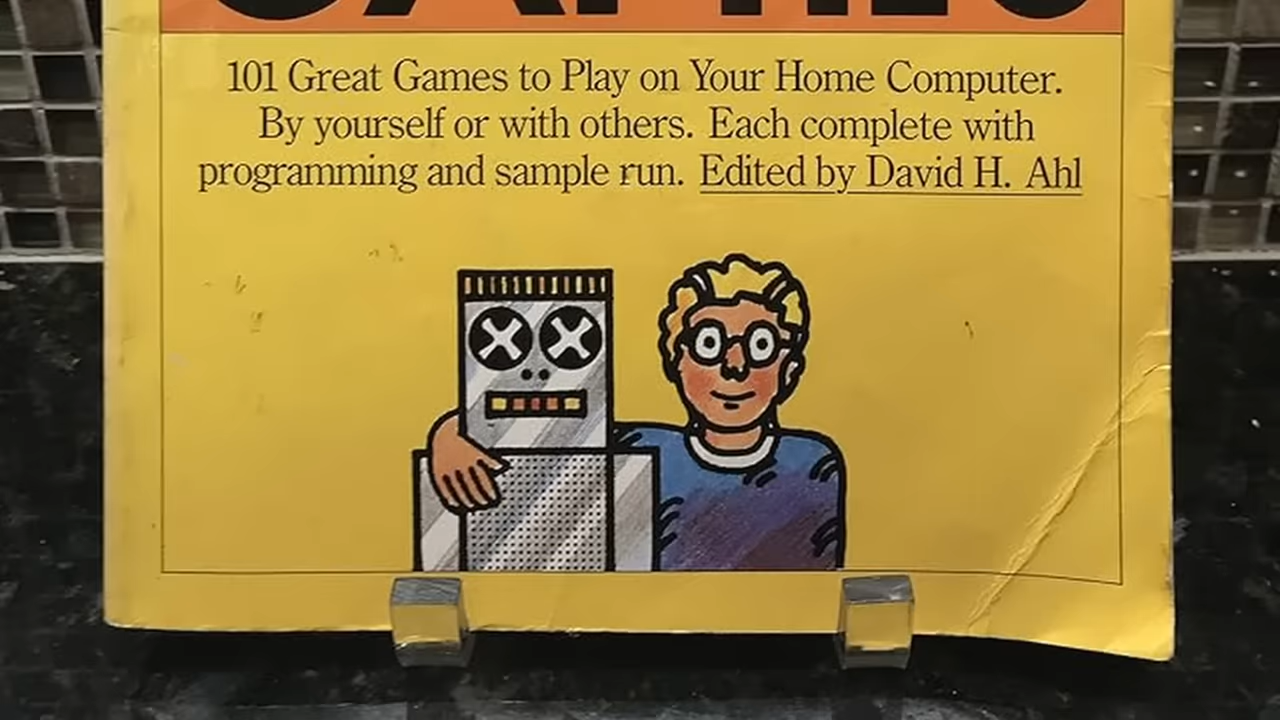 101 Great Games to Play on Your Home Computer.
By yourself or with others. Each complete with
programming and sample run. Edited by David H. Ahl